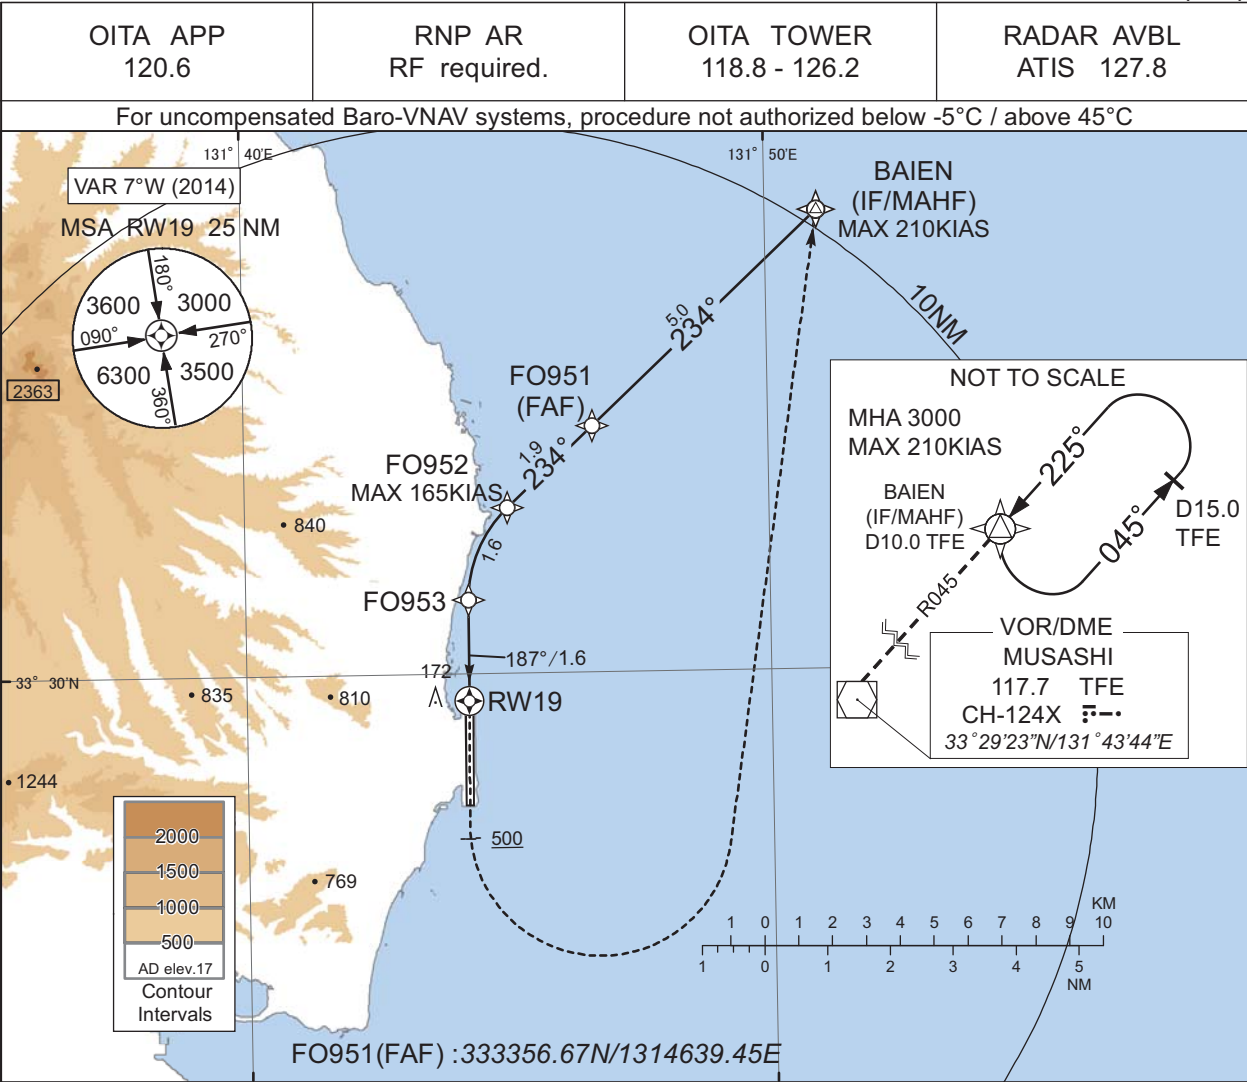 OITA APP
120.6
RNP AR
RF required.
OITA TOWER
118.8 - 126.2
RADAR AVBL
ATIS 127.8
For uncompensated Baro-VNAV systems, procedure not authorized below -5°C / above 45°C
131° 40'E
131° 50'E
VAR 7°W (2014)
MSA RW19 25 NM
180°
3600
3000
090°
270°
6300
3500
360°
2363
BAIEN
(IF/MAHF)
MAX 210KIAS
10NM
5.0
234°
FO951
(FAF)
1.9
234°
FO952
MAX 165KIAS
1.6
FO953
187°/1.6
172
RW19
500
840
33° 30'N
835
810
1244
769
NOT TO SCALE
MHA 3000
MAX 210KIAS
225°
BAIEN
(IF/MAHF)
D10.0 TFE
045°
D15.0
TFE
R045
VOR/DME
MUSASHI
117.7 TFE
CH-124X
33°29'23”N/131°43'44”E
2000
1500
1000
500
AD elev.17
Contour
Intervals
KM
1 0 1 2 3 4 5 6 7 8 9 10
1 0 1 2 3 4 5
NM
FO951(FAF) :333356.67N/1314639.45E